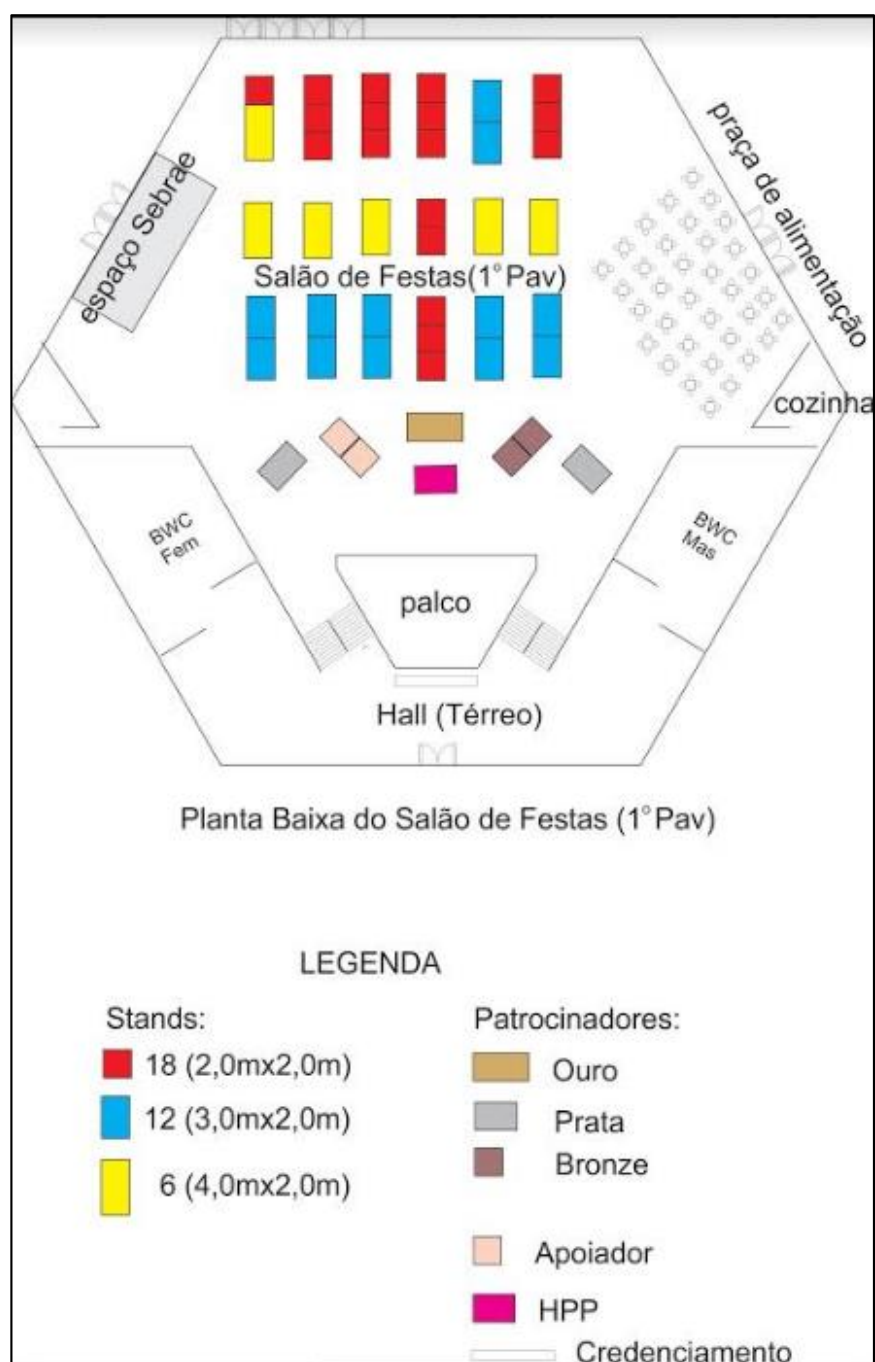 praça de alimentação
espaço Sebrae
Salão de Festas(1° Pav)
cozinha
BWC
Fem
BWC
Mas
palco
Hall (Térreo)
Planta Baixa do Salão de Festas (1° Pav)
LEGENDA
Stands:
18 (2,0mx2,0m)
12 (3,0mx2,0m)
6 (4,0mx2,0m)
Patrocinadores:
Ouro
Prata
Bronze
Apoiador
HPP
Credenciamento